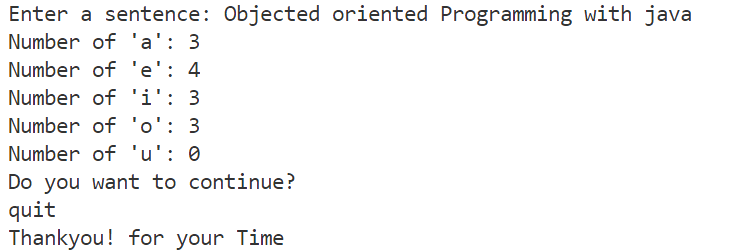 Enter a sentence: Objected oriented Programming with java
Number of 'a': 3
Number of 'e': 4
Number of 'i': 3
Number of 'o': 3
Number of 'u': 0
Do you want to continue?
quit
Thankyou! for your Time